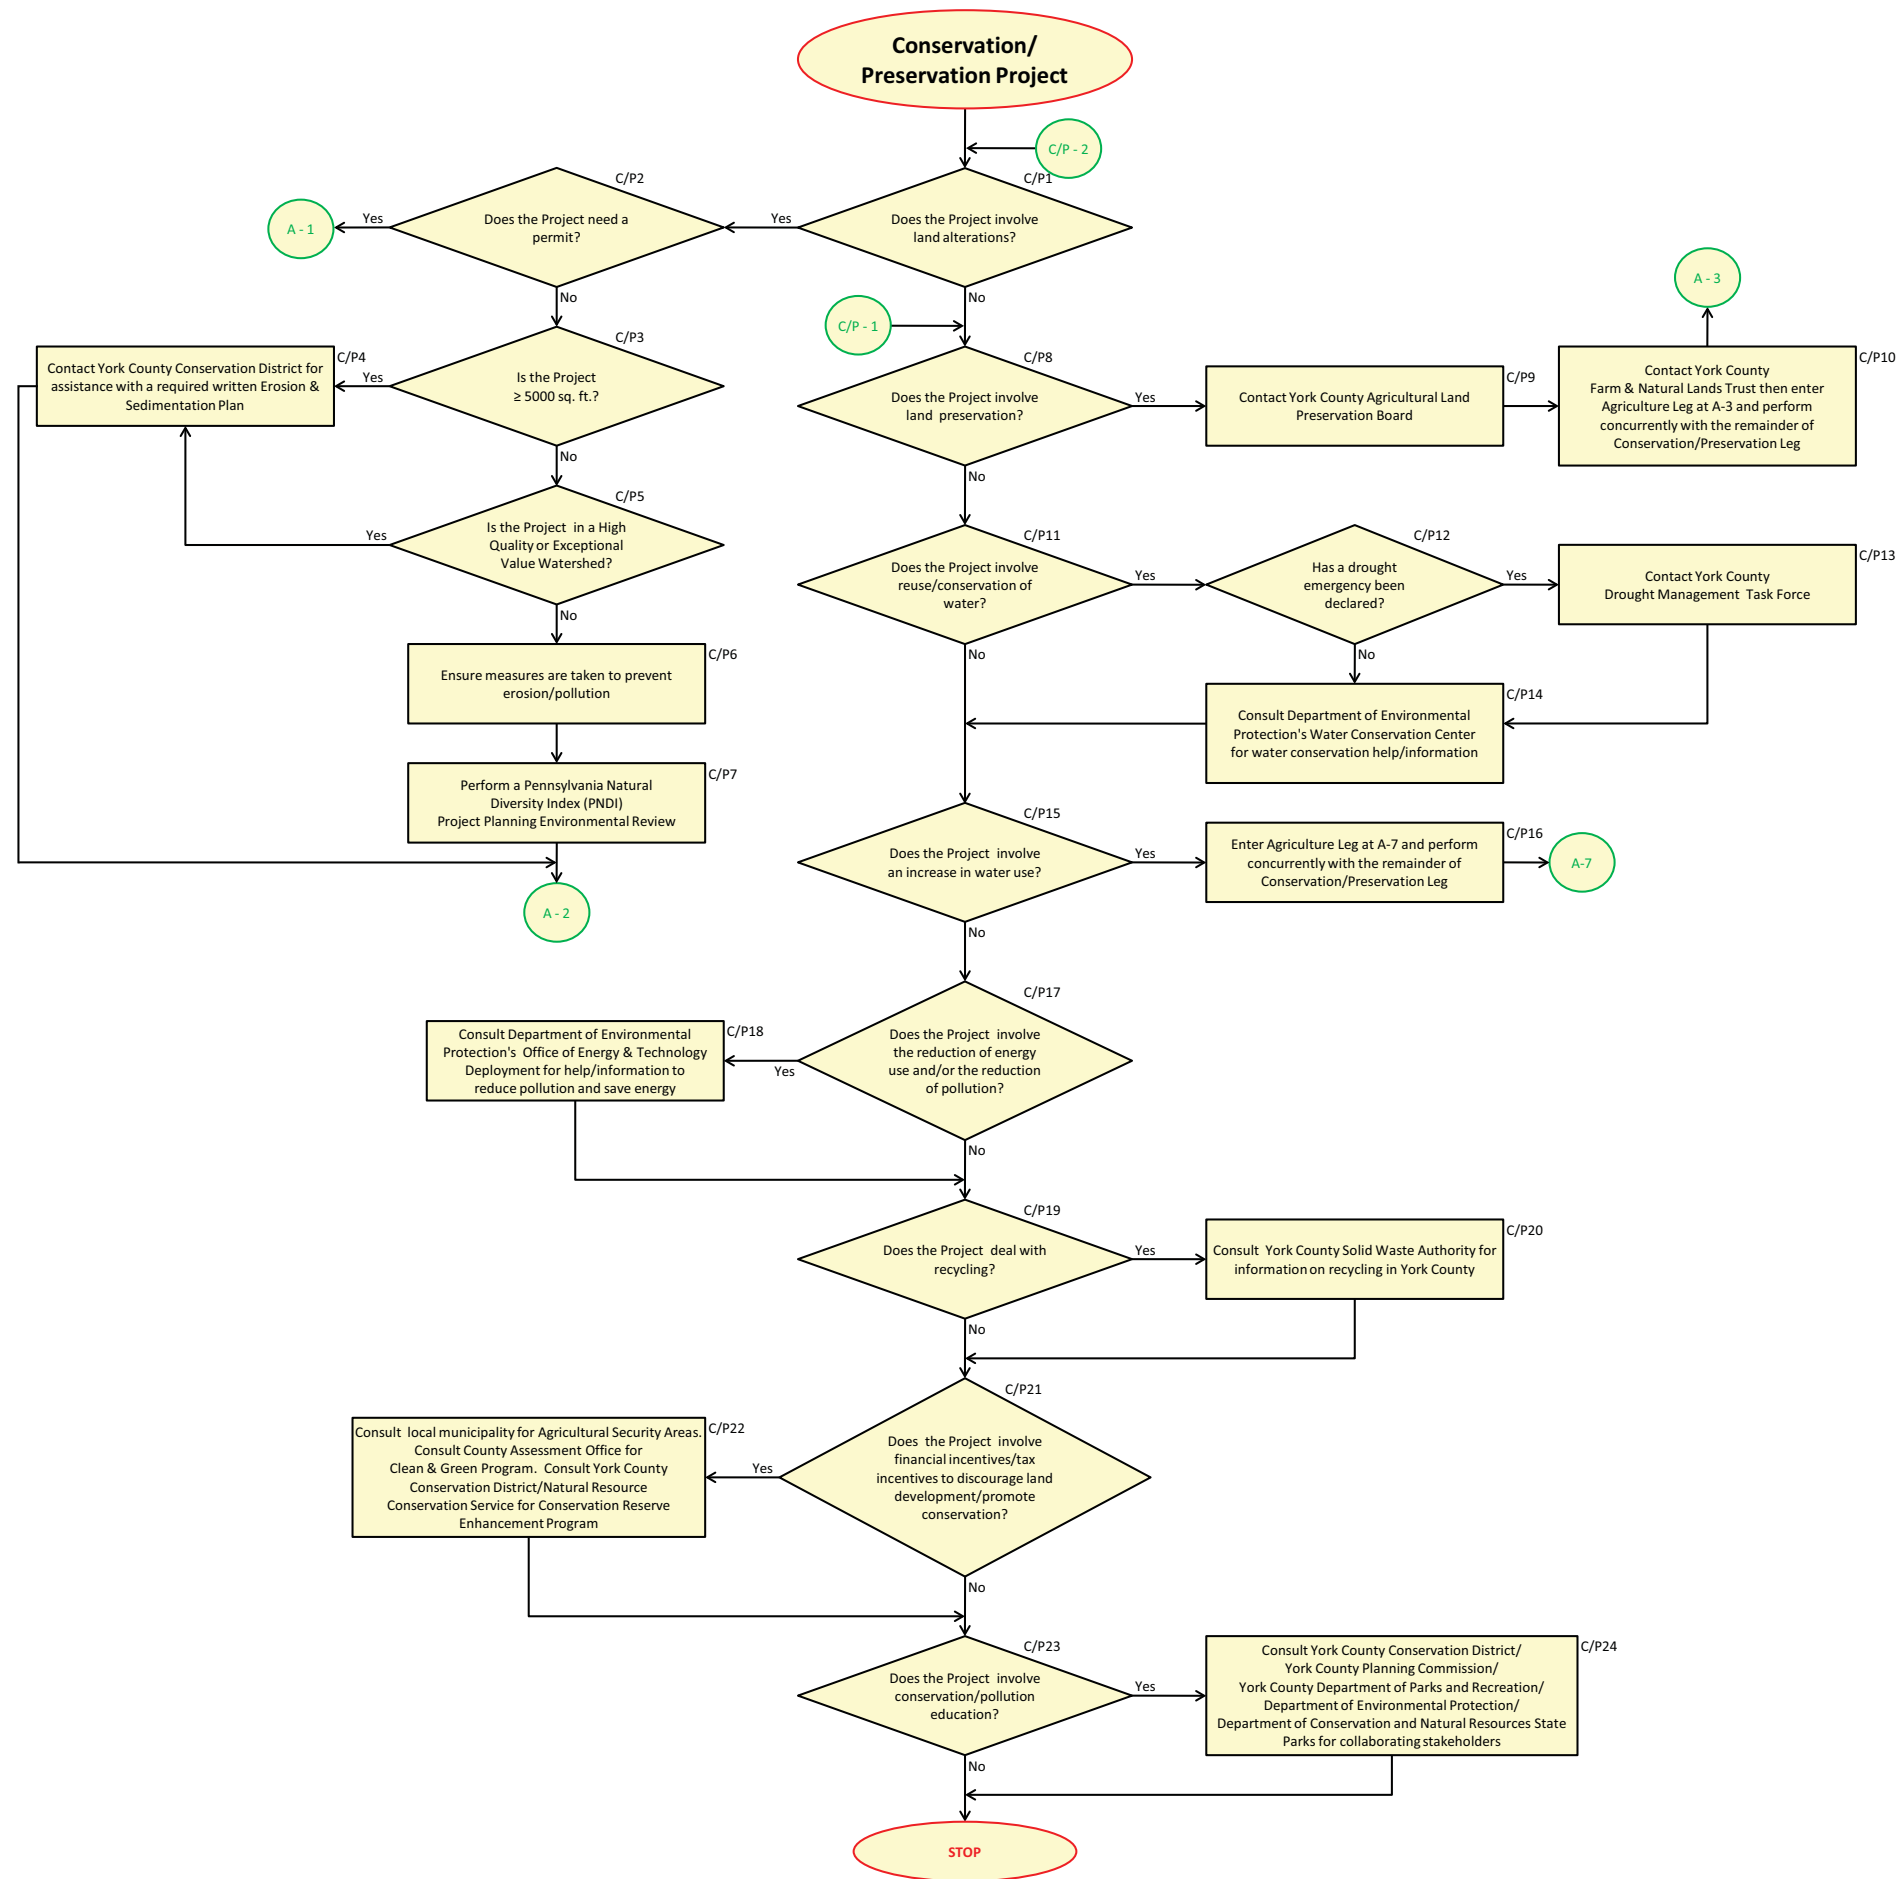 Conservation/
Preservation Project
C/P - 2
C/P1
Does the Project involve
land alterations?
Yes
No
C/P2
Does the Project need a
permit?
Yes
A - 1
No
C/P3
Is the Project
≥ 5000 sq. ft.?
Yes
No
C/P4
Contact York County Conservation District for
assistance with a required written Erosion &
Sedimentation Plan
C/P5
Is the Project in a High
Quality or Exceptional
Value Watershed?
Yes
No
C/P6
Ensure measures are taken to prevent
erosion/pollution
C/P7
Perform a Pennsylvania Natural
Diversity Index (PNDI)
Project Planning Environmental Review
A - 2
C/P - 1
C/P8
Does the Project involve
land preservation?
Yes
No
C/P9
Contact York County Agricultural Land
Preservation Board
C/P10
Contact York County
Farm & Natural Lands Trust then enter
Agriculture Leg at A-3 and perform
concurrently with the remainder of
Conservation/Preservation Leg
A - 3
C/P11
Does the Project involve
reuse/conservation of
water?
Yes
No
C/P12
Has a drought
emergency been
declared?
Yes
No
C/P13
Contact York County
Drought Management Task Force
C/P14
Consult Department of Environmental
Protection's Water Conservation Center
for water conservation help/information
C/P15
Does the Project involve
an increase in water use?
Yes
No
C/P16
Enter Agriculture Leg at A-7 and perform
concurrently with the remainder of
Conservation/Preservation Leg
A-7
C/P17
Does the Project involve
the reduction of energy
use and/or the reduction
of pollution?
Yes
No
C/P18
Consult Department of Environmental
Protection's Office of Energy & Technology
Deployment for help/information to
reduce pollution and save energy
C/P19
Does the Project deal with
recycling?
Yes
No
C/P20
Consult York County Solid Waste Authority for
information on recycling in York County
C/P21
Does the Project involve
financial incentives/tax
incentives to discourage land
development/promote
conservation?
Yes
No
C/P22
Consult local municipality for Agricultural Security Areas.
Consult County Assessment Office for
Clean & Green Program. Consult York County
Conservation District/Natural Resource
Conservation Service for Conservation Reserve
Enhancement Program
C/P23
Does the Project involve
conservation/pollution
education?
Yes
No
C/P24
Consult York County Conservation District/
York County Planning Commission/
York County Department of Parks and Recreation/
Department of Environmental Protection/
Department of Conservation and Natural Resources State
Parks for collaborating stakeholders
STOP